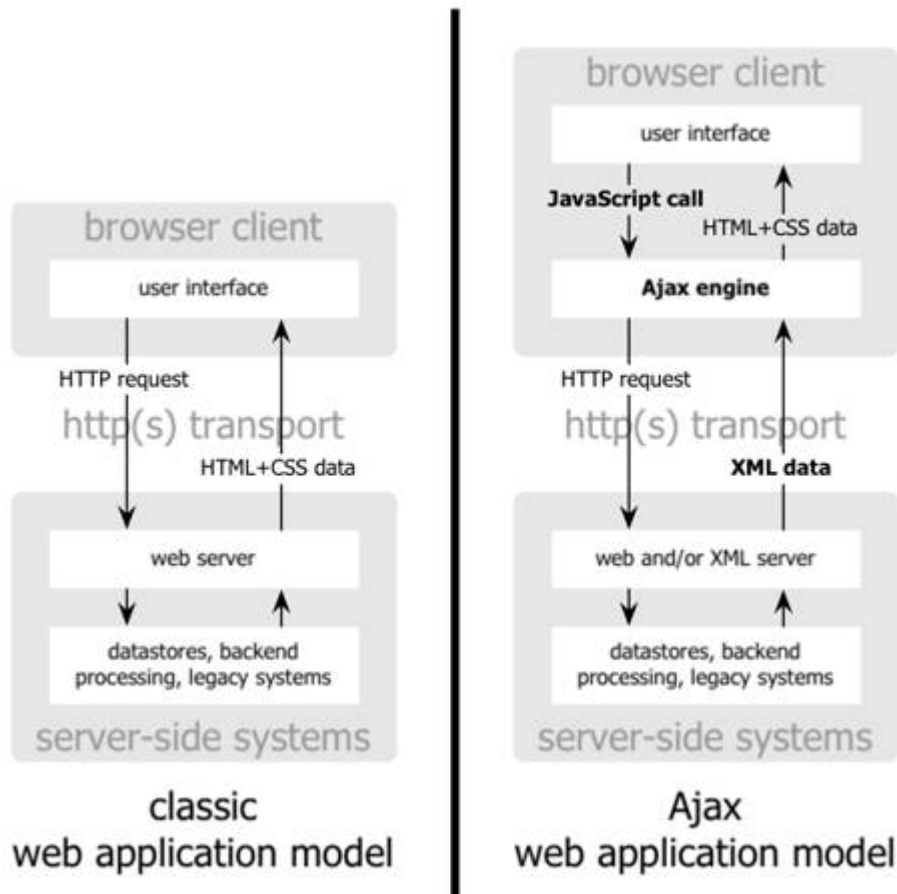 browser client
user interface
HTTP request
http(s) transport
HTML+CSS data
web server
datastores, backend
processing, legacy systems
server-side systems
classic
web application model
browser client
user interface
JavaScript call
HTML+CSS data
Ajax engine
HTTP request
http(s) transport
XML data
web and/or XML server
datastores, backend
processing, legacy systems
server-side systems
Ajax
web application model